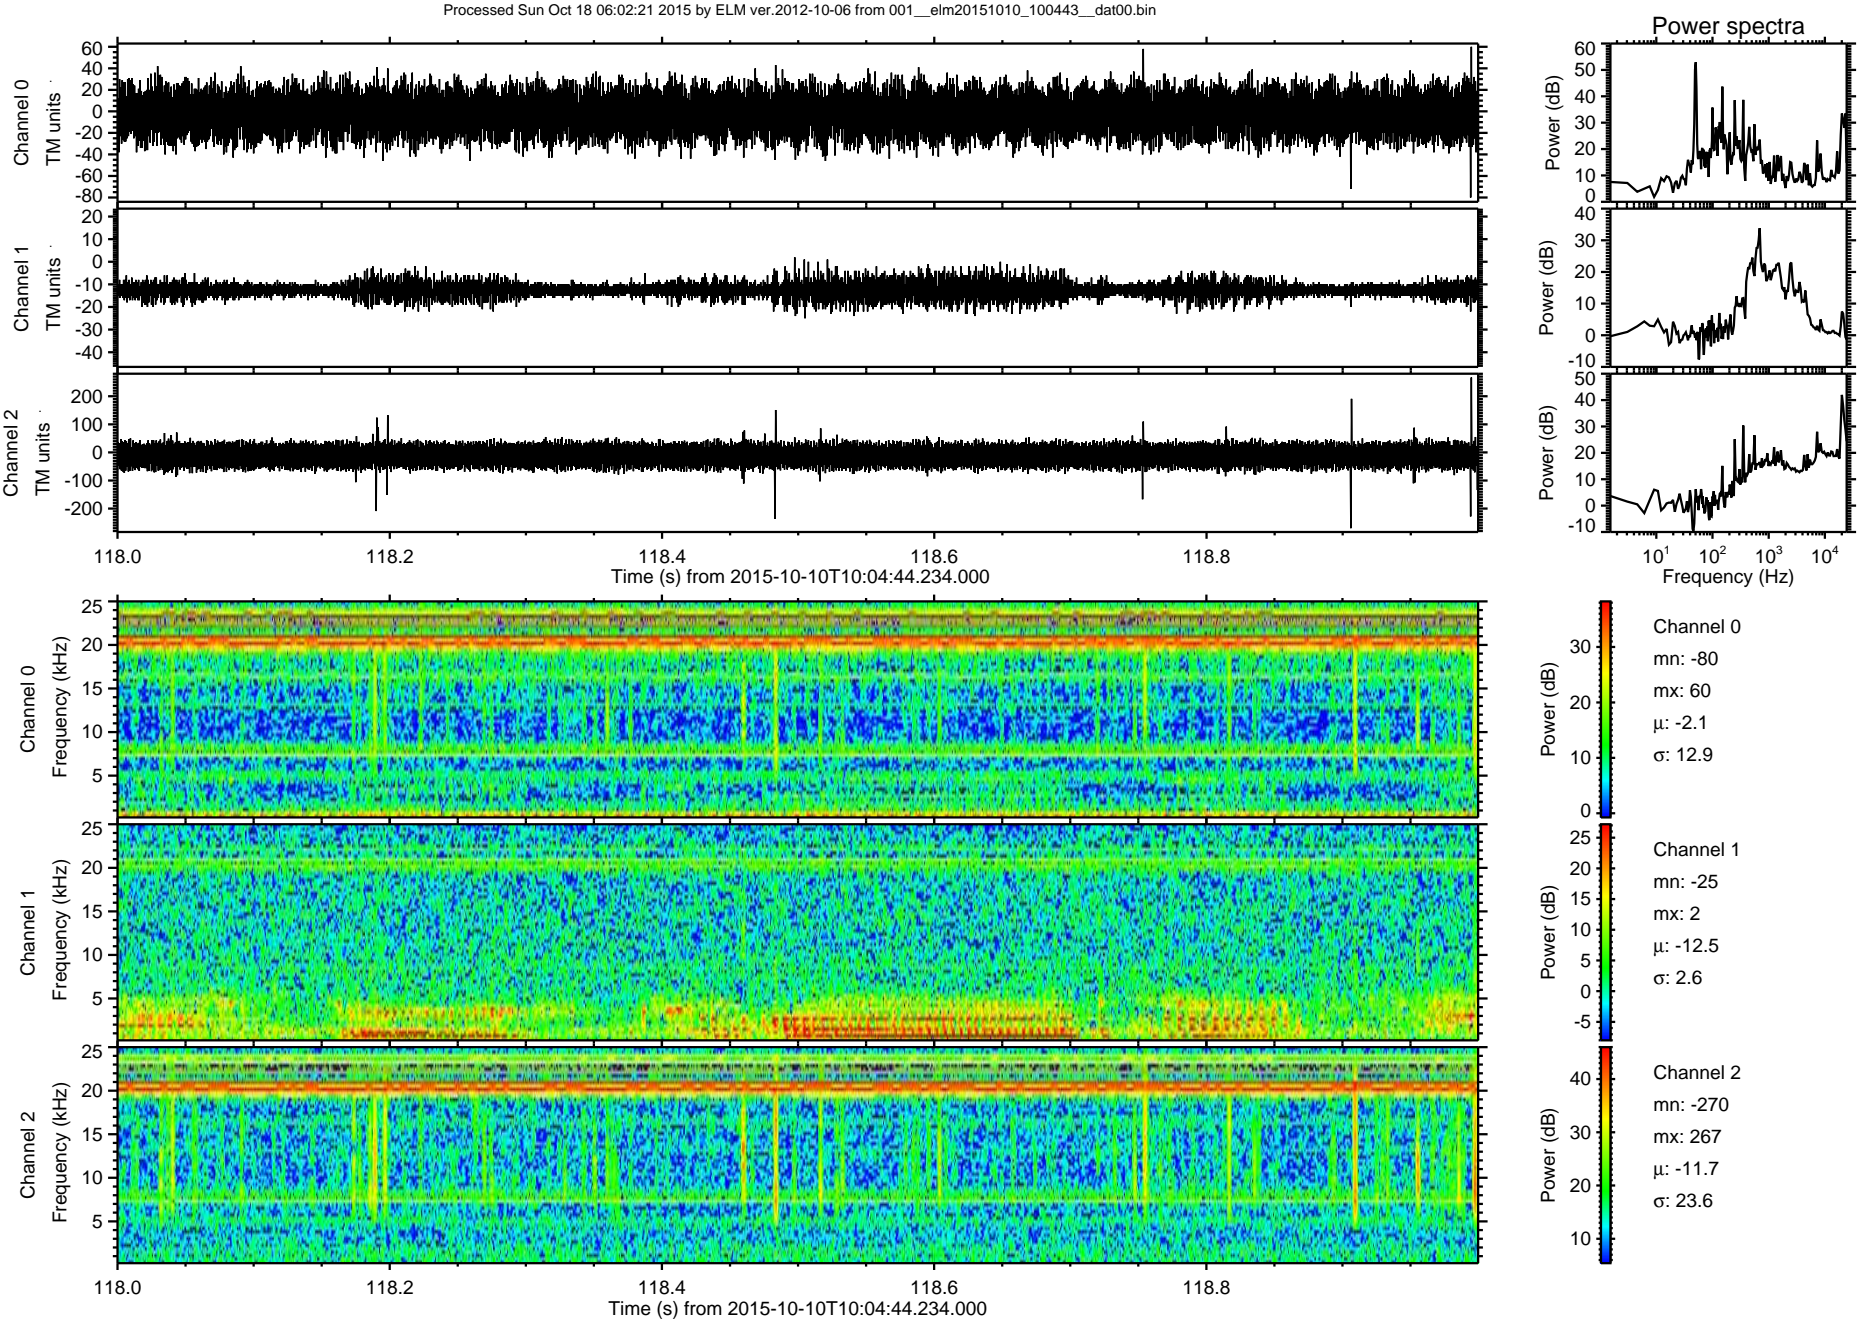 Processed Sun Oct 18 06:02:21 2015 by ELM ver.2012-10-06 from 001__elm20151010_100443__dat00.bin
Power spectra
Channel 0
TM units
60
40
20
0
-20
-40
-60
-80
Power (dB)
60
50
40
30
20
10
0
Channel 1
TM units
20
10
0
-10
-20
-30
-40
Power (dB)
40
30
20
10
0
-10
Channel 2
TM units
200
100
0
-100
-200
Power (dB)
50
40
30
20
10
0
-10
118.0 118.2 118.4 118.6 118.8
Time (s) from 2015-10-10T10:04:44.234.000
10¹ 10² 10³ 10⁴
Frequency (Hz)
Channel 0
Frequency (kHz)
25
20
15
10
5
Power (dB)
30
20
10
0
Channel 0
mn: -80
mx: 60
μ: -2.1
σ: 12.9
Channel 1
Frequency (kHz)
25
20
15
10
5
Power (dB)
25
20
15
10
5
0
-5
Channel 1
mn: -25
mx: 2
μ: -12.5
σ: 2.6
Channel 2
Frequency (kHz)
25
20
15
10
5
Power (dB)
40
30
20
10
Channel 2
mn: -270
mx: 267
μ: -11.7
σ: 23.6
118.0 118.2 118.4 118.6 118.8
Time (s) from 2015-10-10T10:04:44.234.000